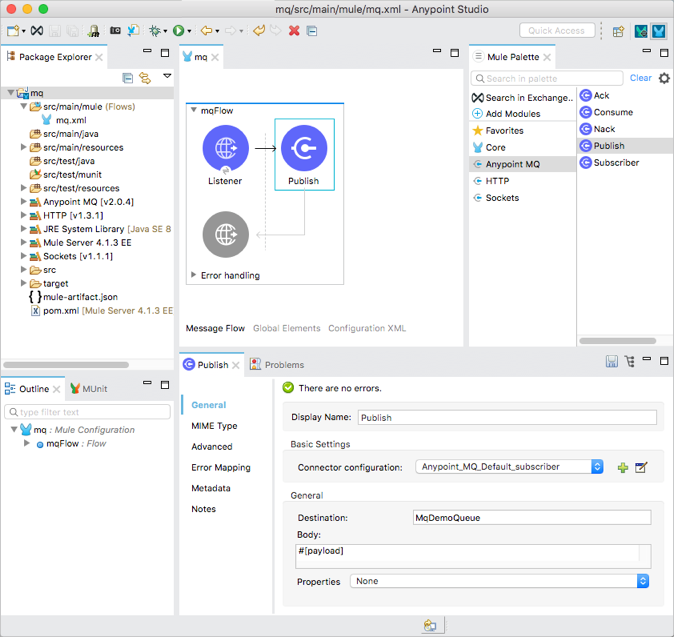 mq/src/main/mule/mq.xml - Anypoint Studio
Quick Access
Package Explorer
mq
src/main/mule (Flows)
mq.xml
src/main/java
src/main/resources
src/test/java
src/test/munit
src/test/resources
Anypoint MQ [v2.0.4]
HTTP [v1.3.1]
JRE System Library [Java SE 8
Mule Server 4.1.3 EE
Sockets [v1.1.1]
src
target
mule-artifact.json
pom.xml [Mule Server 4.1.3 EE
Outline
MUnit
type filter text
mq : Mule Configuration
mqFlow : Flow
mq
mqFlow
Listener
Publish
Error handling
Message Flow Global Elements Configuration XML
Mule Palette
Search in palette
Clear
Search in Exchange..
Add Modules
Favorites
Core
Anypoint MQ
HTTP
Sockets
Ack
Consume
Nack
Publish
Subscriber
Publish
Problems
General
MIME Type
Advanced
Error Mapping
Metadata
Notes
There are no errors.
Display Name: Publish
Basic Settings
Connector configuration: Anypoint_MQ_Default_subscriber
General
Destination: MqDemoQueue
Body:
#[payload]
Properties None